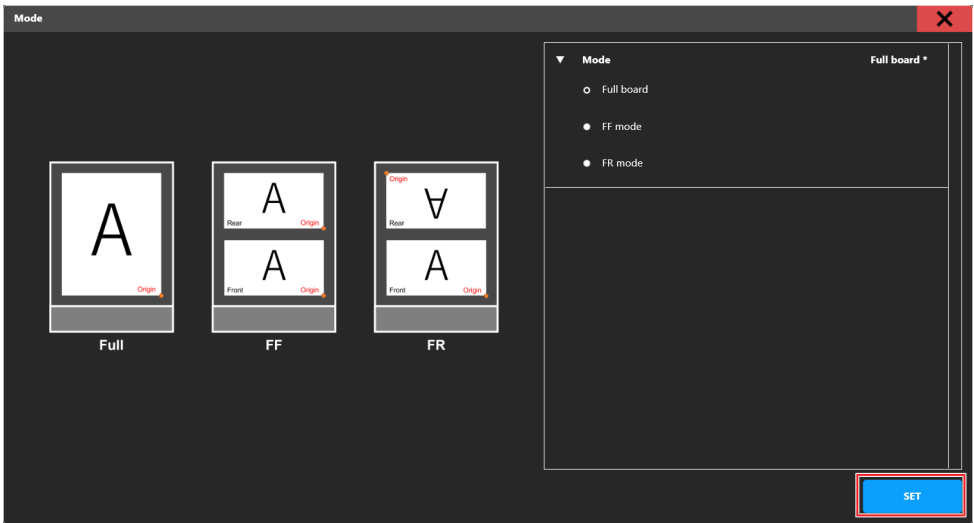 Mode
Mode Full board *
Full board
FF mode
FR mode
A
Origin
Full
A
Rear Origin
A
Front Origin
FF
Origin
A
Rear
A
Front Origin
FR
SET